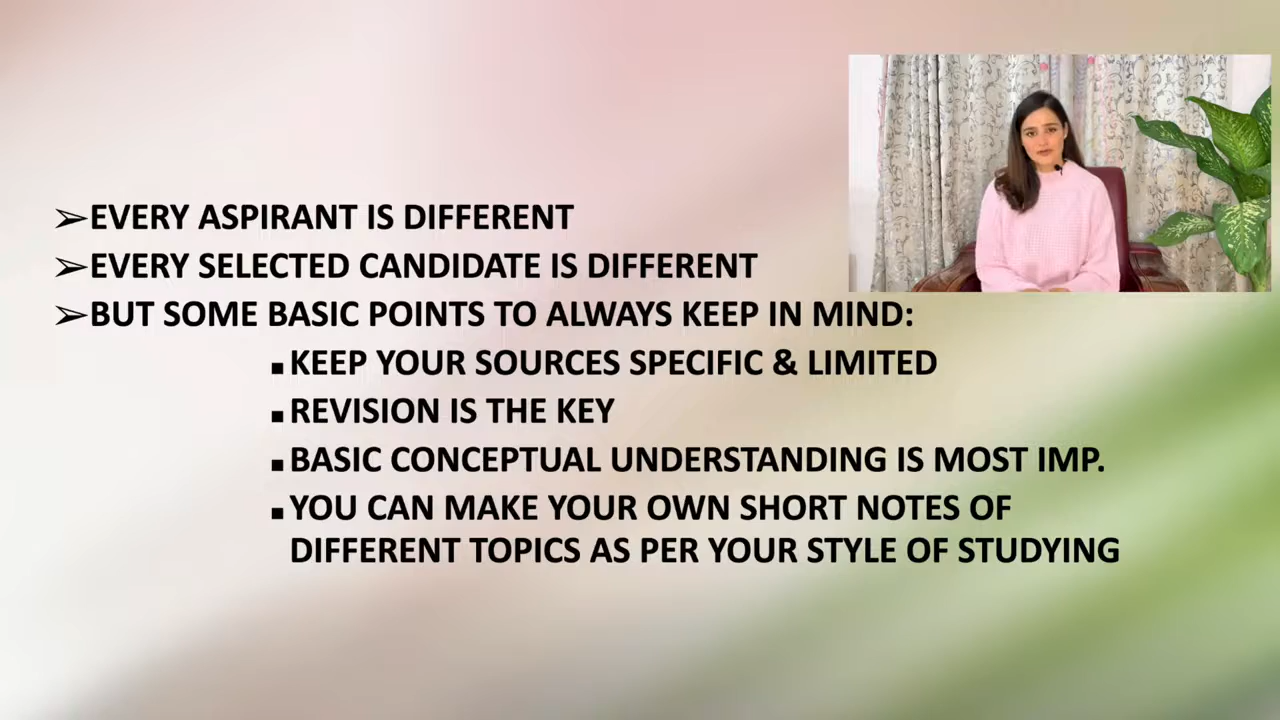 ➢EVERY ASPIRANT IS DIFFERENT
➢EVERY SELECTED CANDIDATE IS DIFFERENT
➢BUT SOME BASIC POINTS TO ALWAYS KEEP IN MIND:
▪KEEP YOUR SOURCES SPECIFIC & LIMITED
▪REVISION IS THE KEY
▪BASIC CONCEPTUAL UNDERSTANDING IS MOST IMP.
▪YOU CAN MAKE YOUR OWN SHORT NOTES OF
DIFFERENT TOPICS AS PER YOUR STYLE OF STUDYING